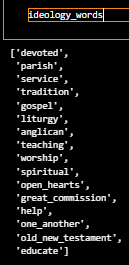 ideology_words
['devoted',
'parish',
'service',
'tradition',
'gospel',
'liturgy',
'anglican',
'teaching',
'worship',
'spiritual',
'open_hearts',
'great_commission',
'help',
'one_another',
'old_new_testament',
'educate']